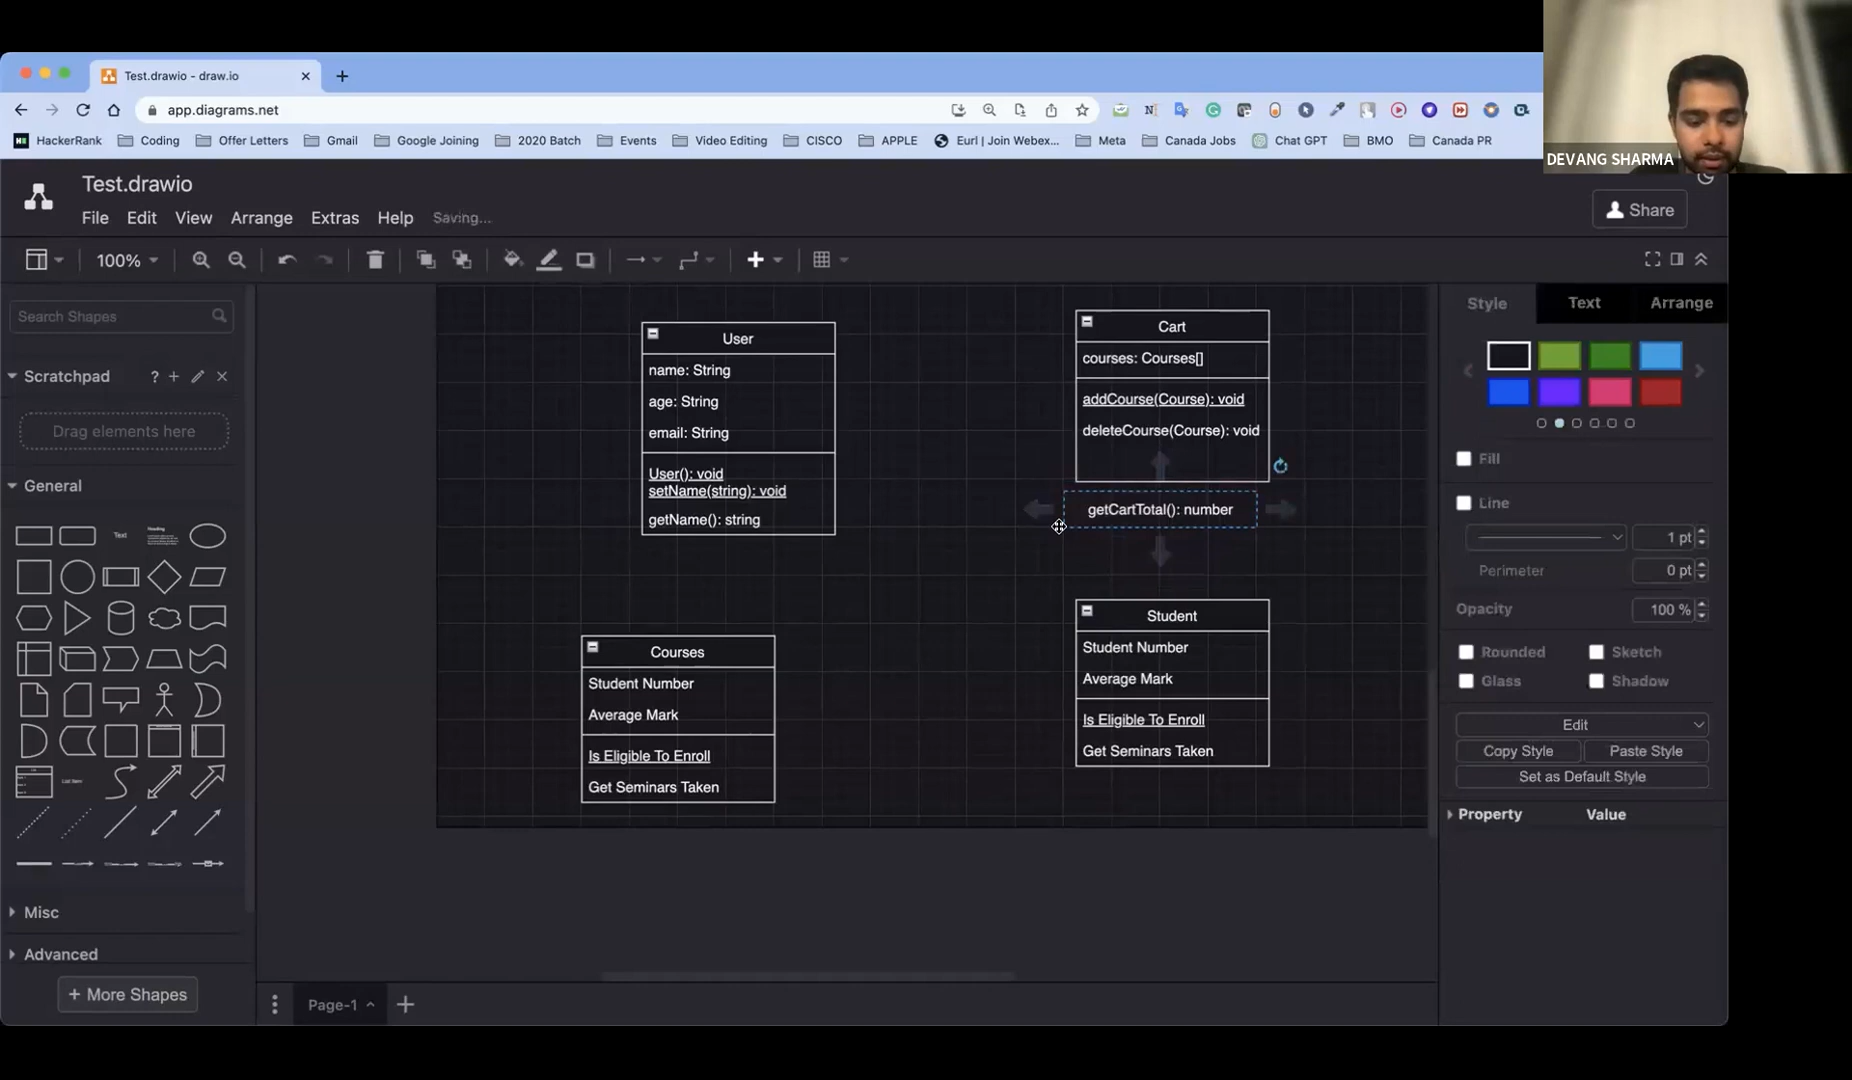 Test.drawio - draw.io
app.diagrams.net
HackerRank
Coding
Offer Letters
Gmail
Google Joining
2020 Batch
Events
Video Editing
CISCO
APPLE
Eurl | Join Webex...
Meta
Canada Jobs
Chat GPT
BMO
Canada PR
DEVANG SHARMA
Test.drawio
File Edit View Arrange Extras Help Saving...
Share
100%
Search Shapes
Scratchpad
?
Drag elements here
General
Text
Heading
List Item
Misc
Advanced
+ More Shapes
User
name: String
age: String
email: String
User(): void
setName(string): void
getName(): string
Cart
courses: Courses[]
addCourse(Course): void
deleteCourse(Course): void
getCartTotal(): number
Courses
Student Number
Average Mark
Is Eligible To Enroll
Get Seminars Taken
Student
Student Number
Average Mark
Is Eligible To Enroll
Get Seminars Taken
Page-1
Style Text Arrange
Fill
Line
1 pt
Perimeter 0 pt
Opacity 100 %
Rounded Sketch
Glass Shadow
Edit
Copy Style Paste Style
Set as Default Style
Property Value